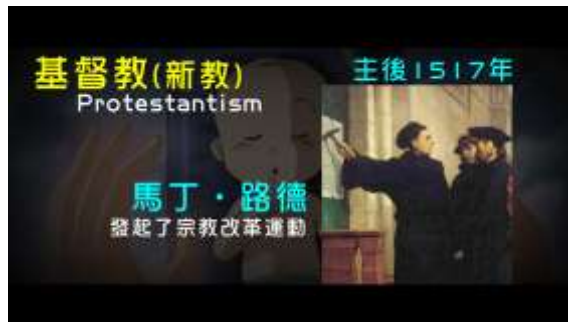 基督教(新教)
Protestantism
主後1517年
馬丁・路德
發起了宗教改革運動